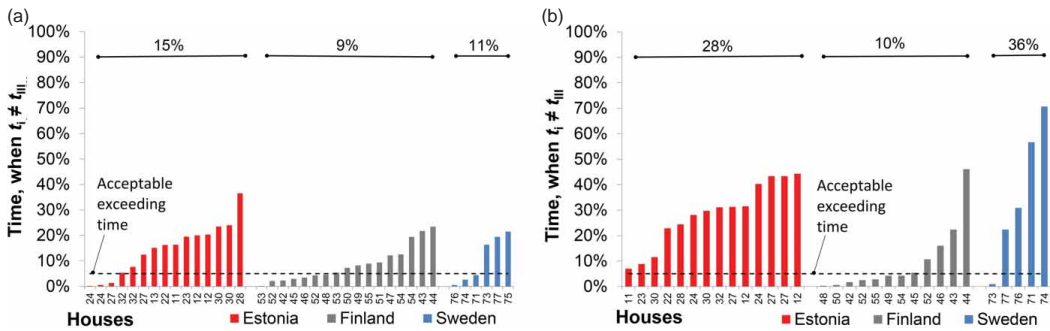 (a)
Time, when ti ≠ tIII
100%
90%
80%
70%
60%
50%
40%
30%
20%
10%
0%
15%
9%
11%
Acceptable
exceeding
time
24 24 27 32 32 27 13 22 11 23 12 12 30 30 28
53 52 42 45 46 52 48 53 50 49 55 51 47 54 54 43 44
76 74 71 73 77 75
Houses
Estonia
Finland
Sweden
(b)
Time, when ti ≠ tIII
100%
90%
80%
70%
60%
50%
40%
30%
20%
10%
0%
28%
10%
36%
Acceptable
exceeding
time
11 23 30 22 28 24 30 32 27 32 24 27 27 12
48 50 42 52 55 49 54 45 52 46 43 44
73 77 76 71 74
Houses
Estonia
Finland
Sweden